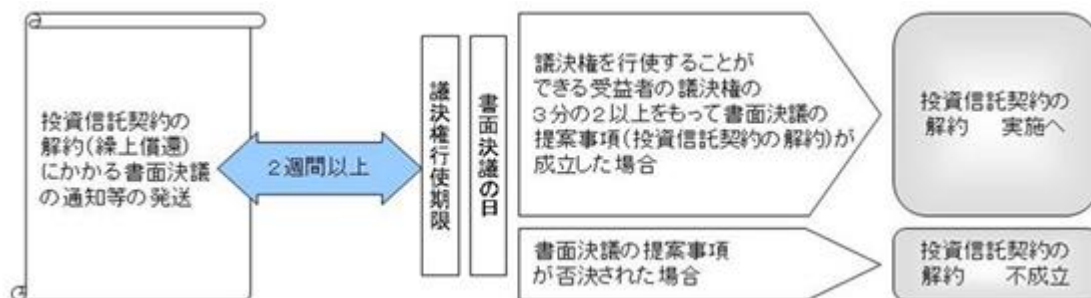 投資信託契約の
解約(繰上償還)
にかかる書面決議
の通知等の発送
２週間以上
議決権行使期限
書面決議の日
議決権を行使することが
できる受益者の議決権の
３分の２以上をもって書面決議の
提案事項(投資信託契約の解約)が
成立した場合
投資信託契約の
解約　実施へ
書面決議の提案事項
が否決された場合
投資信託契約の
解約　不成立